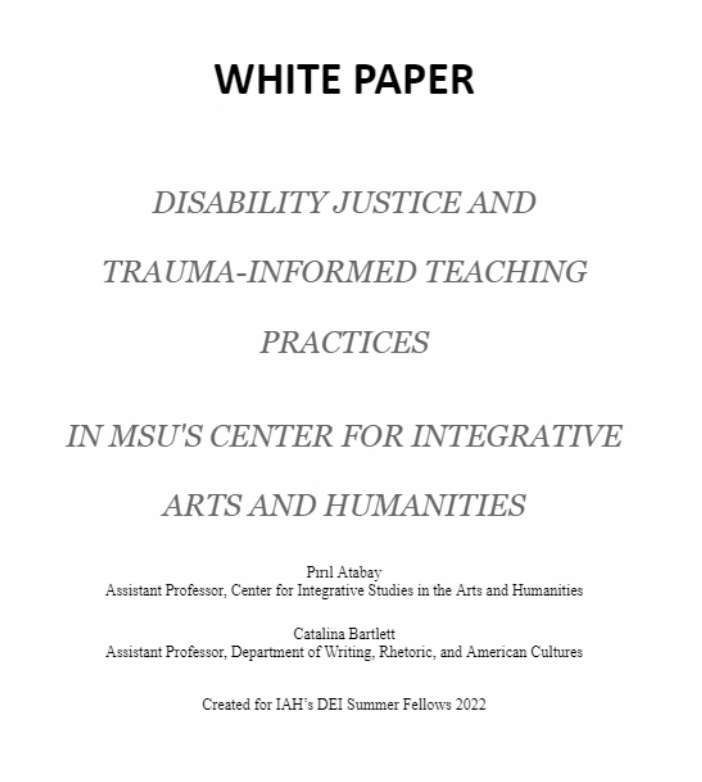 WHITE PAPER
DISABILITY JUSTICE AND
TRAUMA-INFORMED TEACHING
PRACTICES
IN MSU'S CENTER FOR INTEGRATIVE
ARTS AND HUMANITIES
Pırıl Atabay
Assistant Professor, Center for Integrative Studies in the Arts and Humanities
Catalina Bartlett
Assistant Professor, Department of Writing, Rhetoric, and American Cultures
Created for IAH’s DEI Summer Fellows 2022